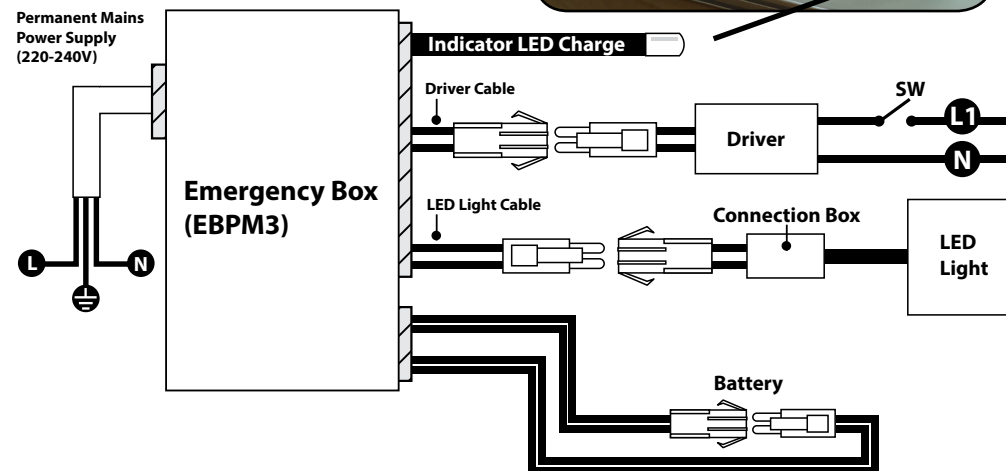 Permanent Mains
Power Supply
(220-240V)
Indicator LED Charge
Driver Cable
SW
L1
Driver
N
Emergency Box
(EBPM3)
LED Light Cable
Connection Box
LED
Light
L
N
Battery